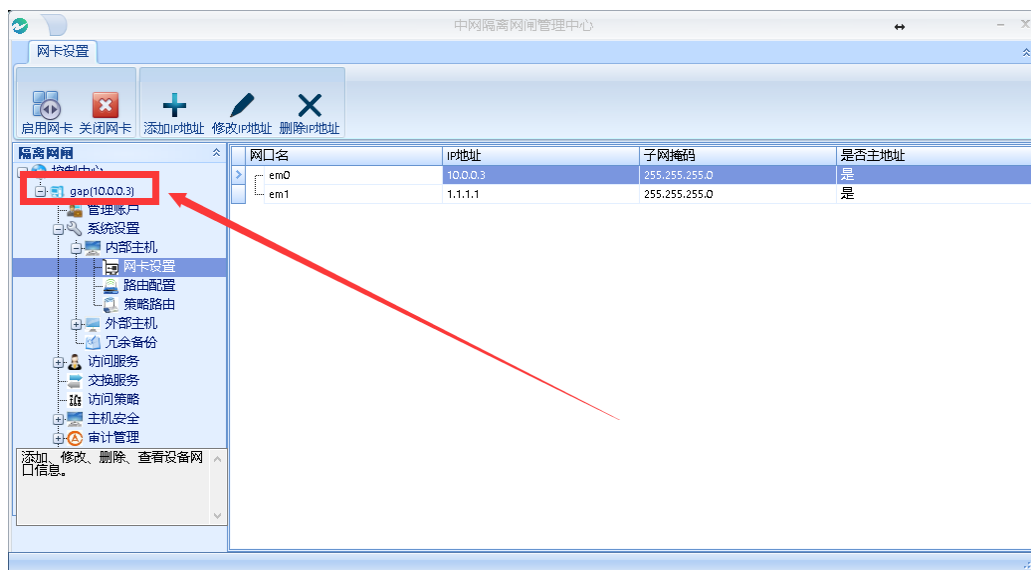 中网隔离网闸管理中心
网卡设置
启用网卡 关闭网卡 添加IP地址 修改IP地址 删除IP地址
隔离网闸
控制中心
gap(10.0.0.3)
管理账户
系统设置
内部主机
网卡设置
路由配置
策略路由
外部主机
冗余备份
访问服务
交换服务
访问策略
主机安全
审计管理
添加、修改、删除、查看设备网
口信息。
网口名 IP地址 子网掩码 是否主地址
em0 10.0.0.3 255.255.255.0 是
em1 1.1.1.1 255.255.255.0 是